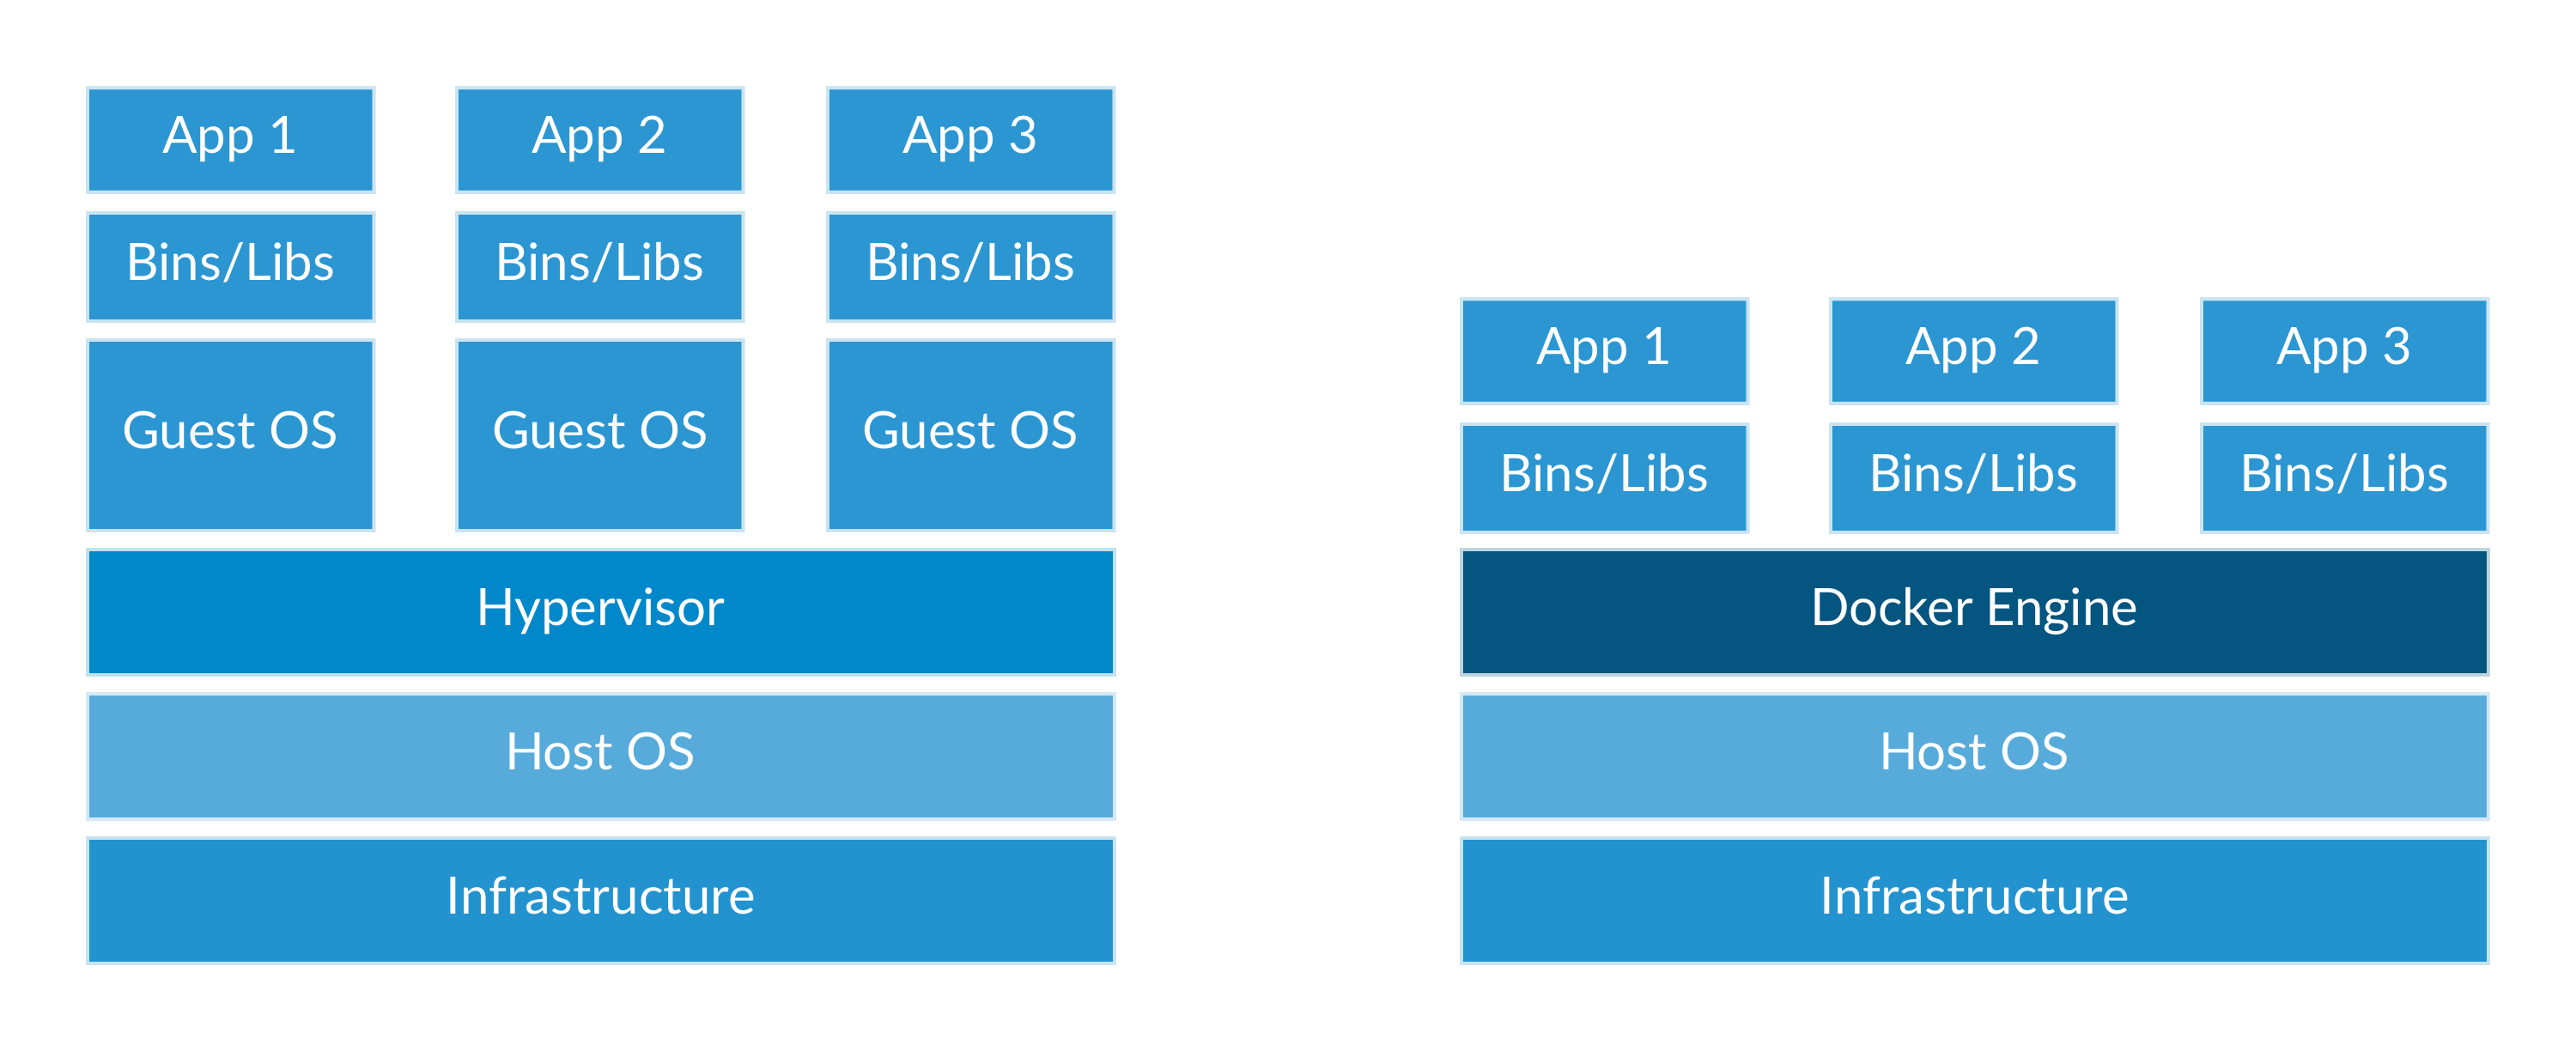 App 1
App 2
App 3
Bins/Libs
Bins/Libs
Bins/Libs
Guest OS
Guest OS
Guest OS
Hypervisor
Host OS
Infrastructure
App 1
App 2
App 3
Bins/Libs
Bins/Libs
Bins/Libs
Docker Engine
Host OS
Infrastructure